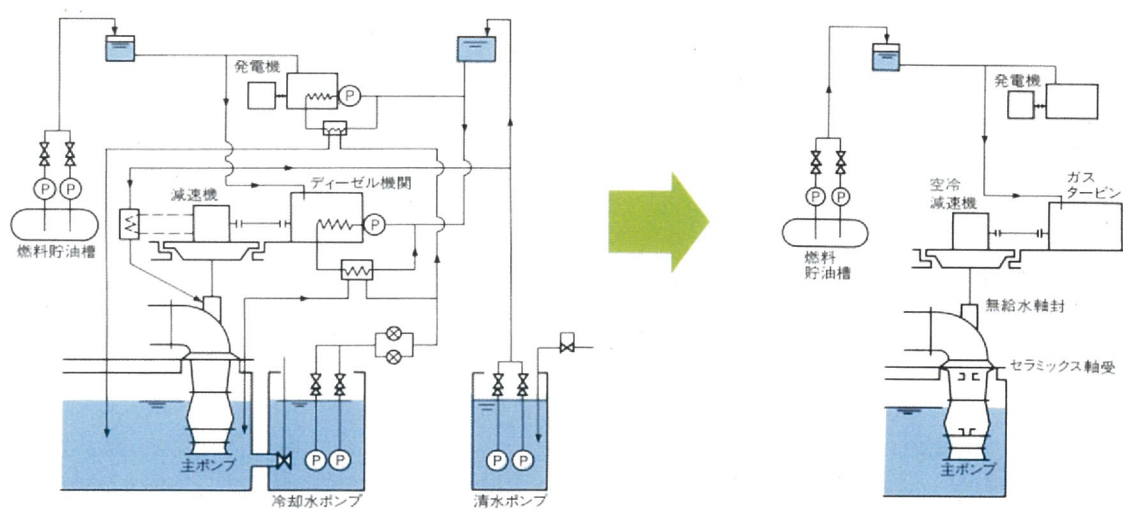 発電機
P
減速機
ディーゼル機関
P
P
P
燃料貯油槽
主ポンプ
P
P
冷却水ポンプ
P
P
清水ポンプ
発電機
P
P
空冷
減速機
ガス
タービン
燃料
貯油槽
無給水軸封
セラミックス軸受
主ポンプ